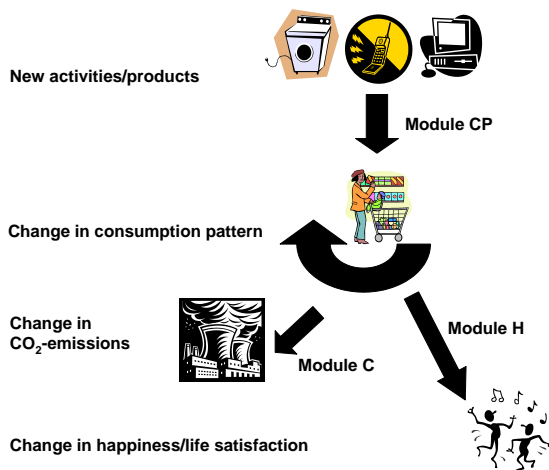 New activities/products
Module CP
Change in consumption pattern
Change in
CO₂-emissions
Module H
Module C
Change in happiness/life satisfaction